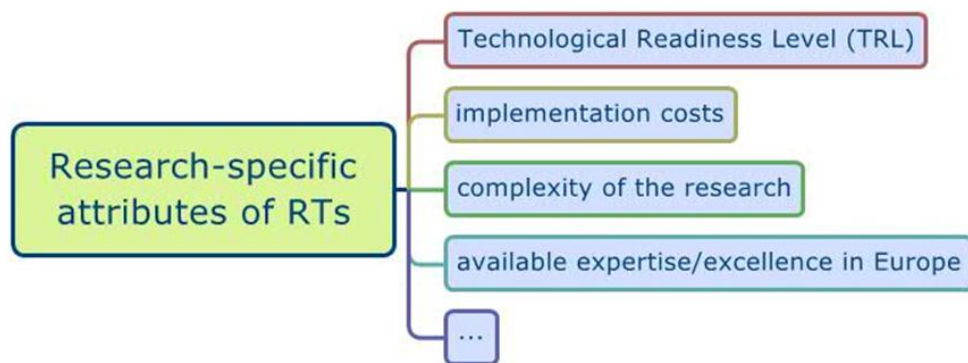 Research-specific
attributes of RTs
Technological Readiness Level (TRL)
implementation costs
complexity of the research
available expertise/excellence in Europe
...